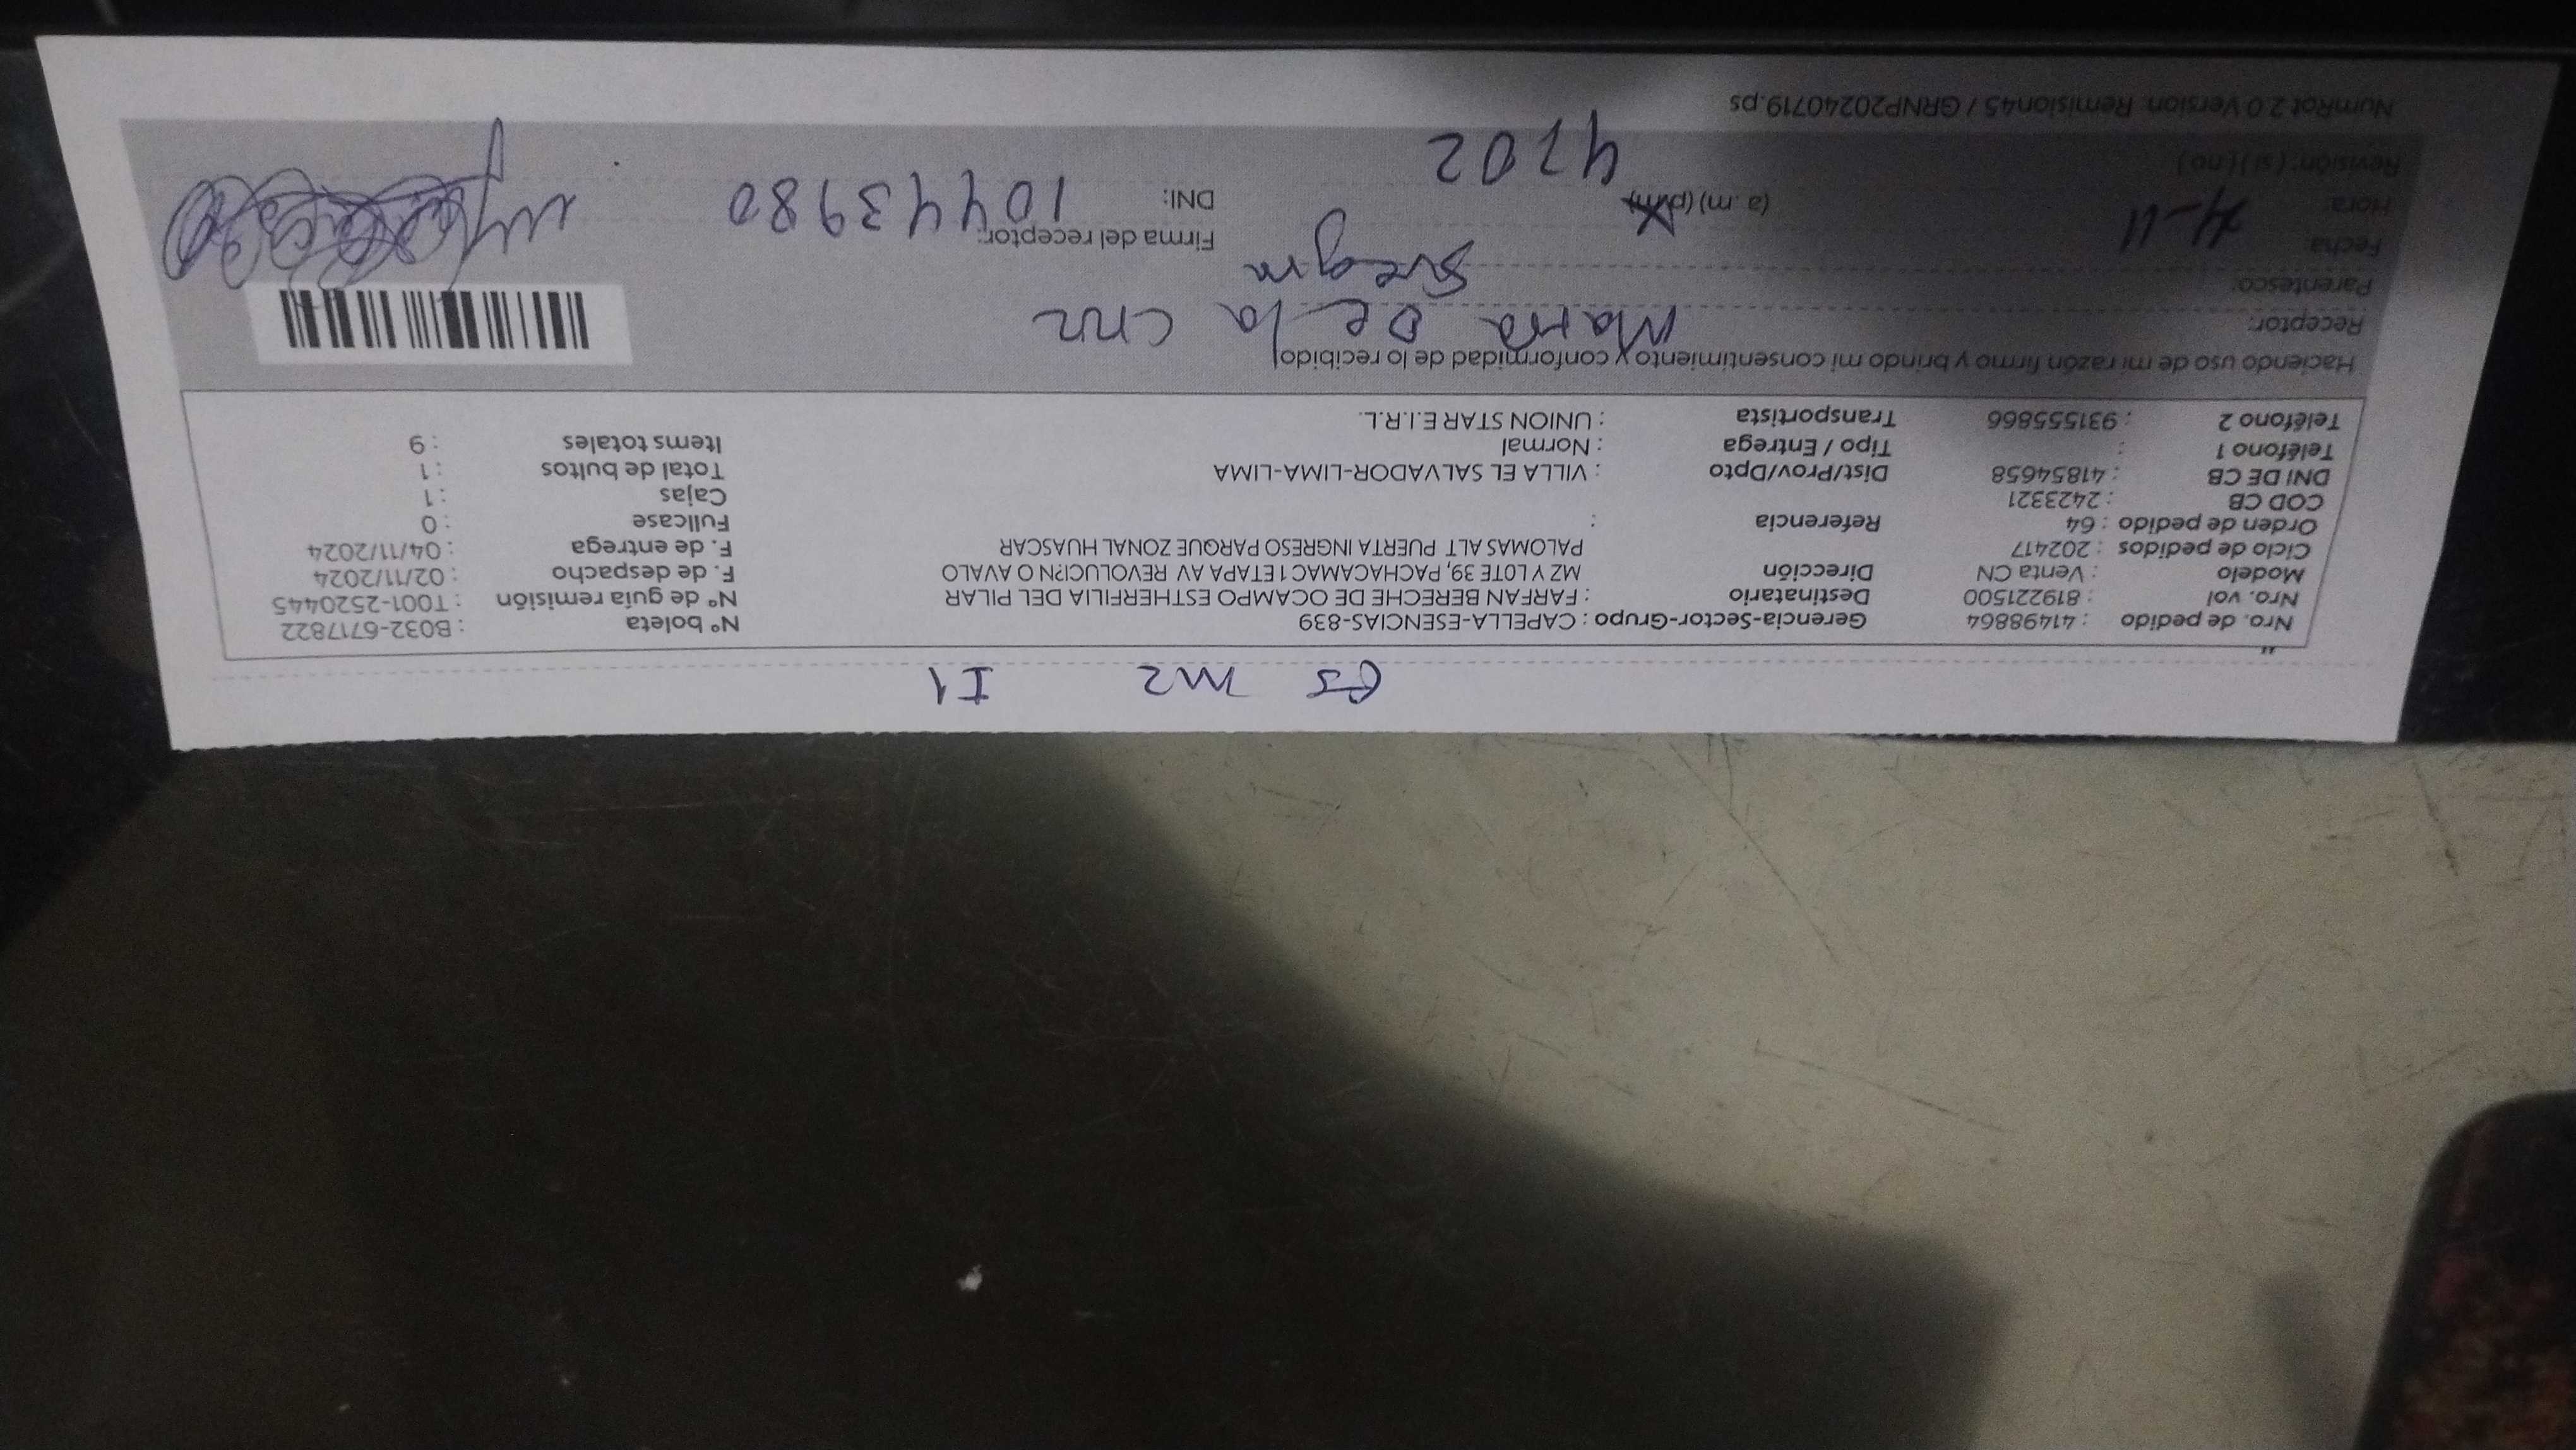 P5 M2 I1
Nro. de pedido : 41498864 Gerencia-Sector-Grupo : CAPELLA-ESENCIAS-839 N° boleta : B032-6717822
Nro. vol : 819221500 Destinatario : FARFAN BERECHE DE OCAMPO ESTHERFILIA DEL PILAR N° de guía remisión : T001-2520445
Modelo : Venta CN Dirección MZ Y LOTE 39, PACHACAMAC 1 ETAPA AV REVOLUCI?N O AVALO F. de despacho : 02/11/2024
Ciclo de pedidos : 202417 PALOMAS ALT PUERTA INGRESO PARQUE ZONAL HUASCAR F. de entrega : 04/11/2024
Orden de pedido : 64 Referencia : Fullcase : 0
COD CB : 2423321 Cajas : 1
DNI DE CB : 41854658 Dist/Prov/Dpto : VILLA EL SALVADOR-LIMA-LIMA Total de bultos : 1
Teléfono 1 : Tipo / Entrega : Normal Items totales : 9
Teléfono 2 : 931555866 Transportista : UNION STAR E.I.R.L.
Haciendo uso de mi razón firmo y brindo mi consentimiento y conformidad de lo recibido
Receptor: Maria De la Cruz
Parentesco:
Fecha: 4-11 Firma del receptor:
Hora: (a. m) (p.m) DNI: 10443980
Revisión: ( si ) ( no ) 4202
NumRot 2.0 Version. Remision45 / GRNP20240719.ps